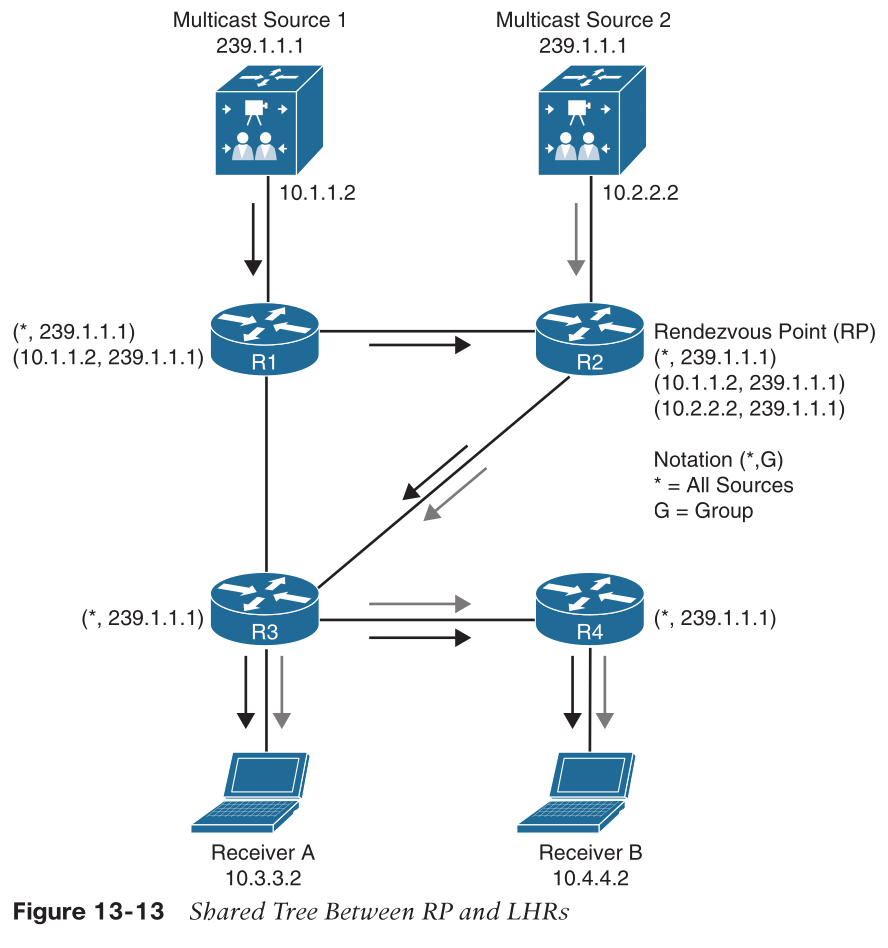 Multicast Source 1
239.1.1.1
Multicast Source 2
239.1.1.1
10.1.1.2
10.2.2.2
(*, 239.1.1.1)
(10.1.1.2, 239.1.1.1)
R1
R2
Rendezvous Point (RP)
(*, 239.1.1.1)
(10.1.1.2, 239.1.1.1)
(10.2.2.2, 239.1.1.1)
Notation (*,G)
* = All Sources
G = Group
(*, 239.1.1.1)
R3
R4
(*, 239.1.1.1)
Receiver A
10.3.3.2
Receiver B
10.4.4.2
Figure 13-13 Shared Tree Between RP and LHRs